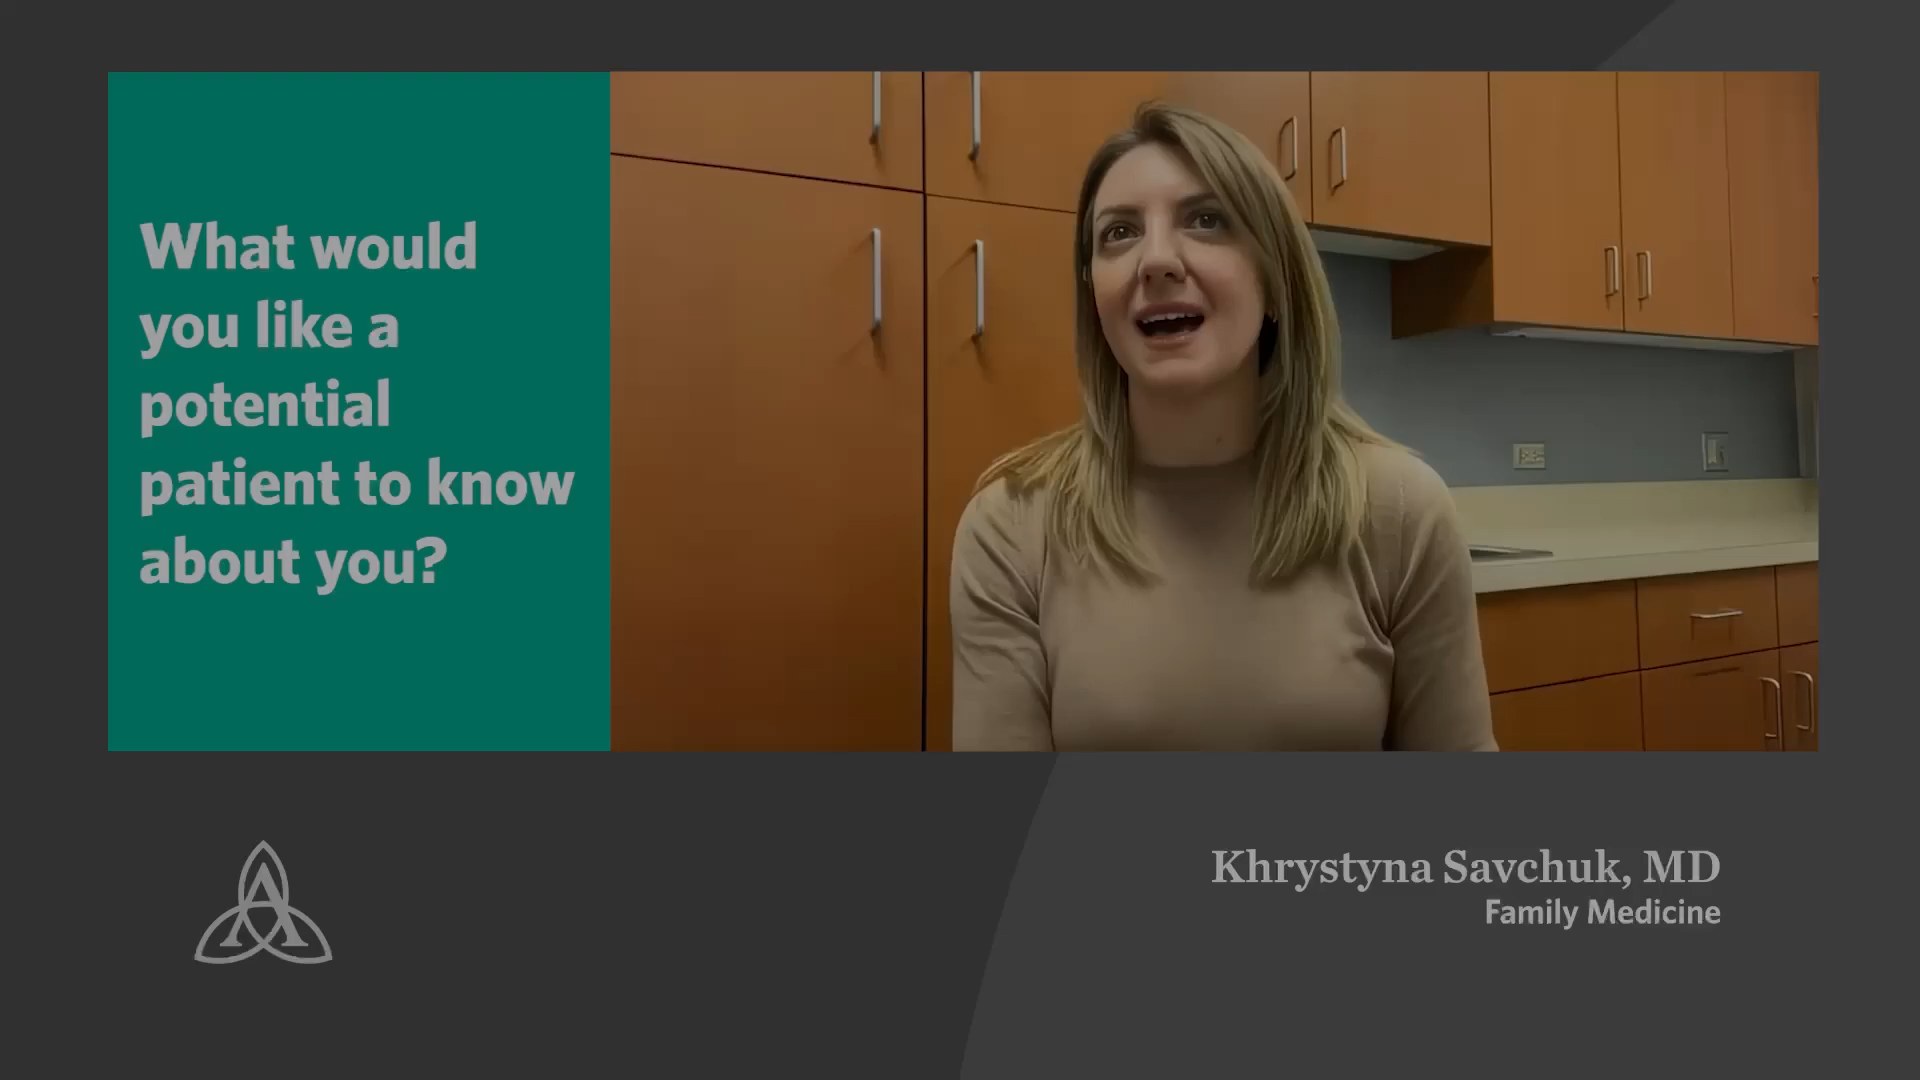 What would
you like a
potential
patient to know
about you?
Khrystyna Savchuk, MD
Family Medicine